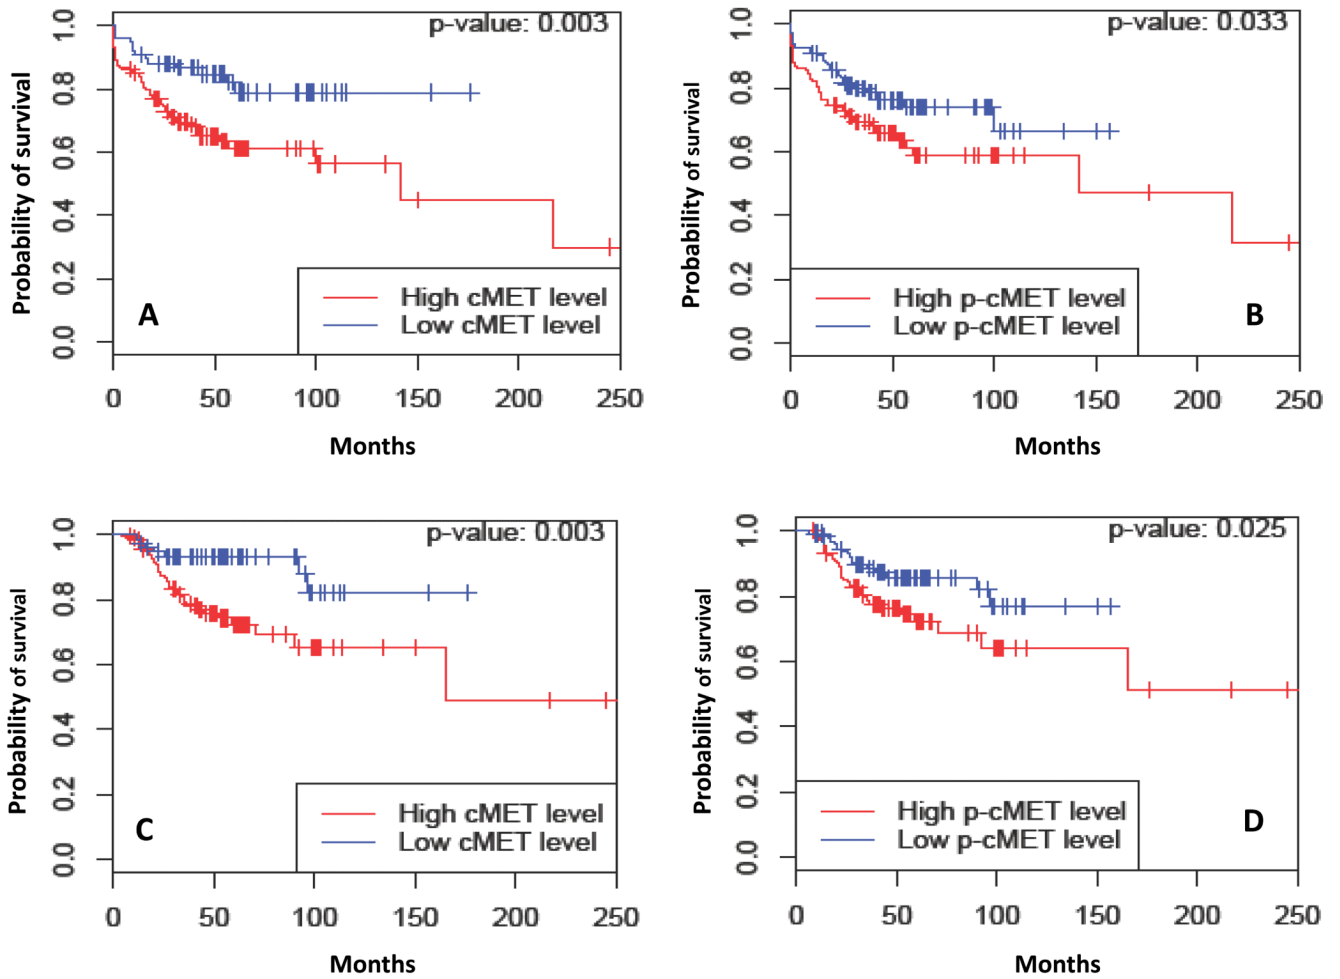 p-value: 0.003
Probability of survival
0.0 0.2 0.4 0.6 0.8 1.0
A
High cMET level
Low cMET level
0 50 100 150 200 250
Months
p-value: 0.033
Probability of survival
0.0 0.2 0.4 0.6 0.8 1.0
High p-cMET level
Low p-cMET level
B
0 50 100 150 200 250
Months
p-value: 0.003
Probability of survival
0.0 0.2 0.4 0.6 0.8 1.0
C
High cMET level
Low cMET level
0 50 100 150 200 250
Months
p-value: 0.025
Probability of survival
0.0 0.2 0.4 0.6 0.8 1.0
High p-cMET level
Low p-cMET level
D
0 50 100 150 200 250
Months